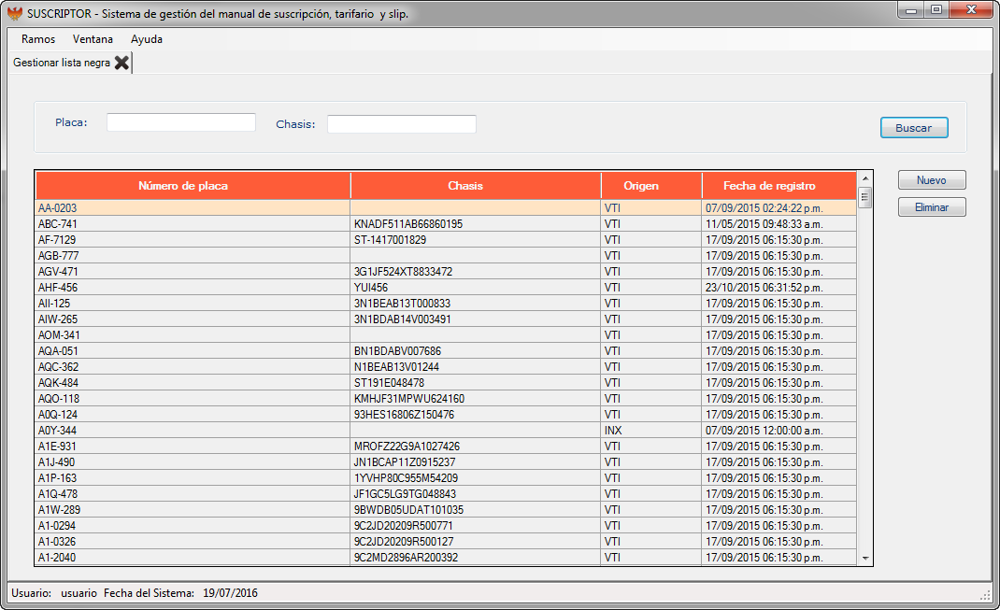 SUSCRIPTOR - Sistema de gestión del manual de suscripción, tarifario y slip.
Ramos Ventana Ayuda
Gestionar lista negra
Placa: Chasis: Buscar
Número de placa Chasis Origen Fecha de registro
Nuevo
Eliminar
AA-0203 VTI 07/09/2015 02:24:22 p.m.
ABC-741 KNADF511AB66860195 VTI 11/05/2015 09:48:33 a.m.
AF-7129 ST-1417001829 VTI 17/09/2015 06:15:30 p.m.
AGB-777 VTI 17/09/2015 06:15:30 p.m.
AGV-471 3G1JF524XT8833472 VTI 17/09/2015 06:15:30 p.m.
AHF-456 YUI456 VTI 23/10/2015 06:31:52 p.m.
AII-125 3N1BEAB13T000833 VTI 17/09/2015 06:15:30 p.m.
AIW-265 3N1BDAB14V003491 VTI 17/09/2015 06:15:30 p.m.
AOM-341 VTI 17/09/2015 06:15:30 p.m.
AQA-051 BN1BDABV007686 VTI 17/09/2015 06:15:30 p.m.
AQC-362 N1BEAB13V01244 VTI 17/09/2015 06:15:30 p.m.
AQK-484 ST191E048478 VTI 17/09/2015 06:15:30 p.m.
AQO-118 KMHJF31MPWU624160 VTI 17/09/2015 06:15:30 p.m.
A0Q-124 93HES16806Z150476 VTI 17/09/2015 06:15:30 p.m.
A0Y-344 INX 07/09/2015 12:00:00 a.m.
A1E-931 MROFZ22G9A1027426 VTI 17/09/2015 06:15:30 p.m.
A1J-490 JN1BCAP11Z0915237 VTI 17/09/2015 06:15:30 p.m.
A1P-163 1YVHP80C955M54209 VTI 17/09/2015 06:15:30 p.m.
A1Q-478 JF1GC5LG9TG048843 VTI 17/09/2015 06:15:30 p.m.
A1W-289 9BWDB05UDAT101035 VTI 17/09/2015 06:15:30 p.m.
A1-0294 9C2JD20209R500771 VTI 17/09/2015 06:15:30 p.m.
A1-0326 9C2JD20209R500127 VTI 17/09/2015 06:15:30 p.m.
A1-2040 9C2MD2896AR200392 VTI 17/09/2015 06:15:30 p.m.
Usuario: usuario Fecha del Sistema: 19/07/2016